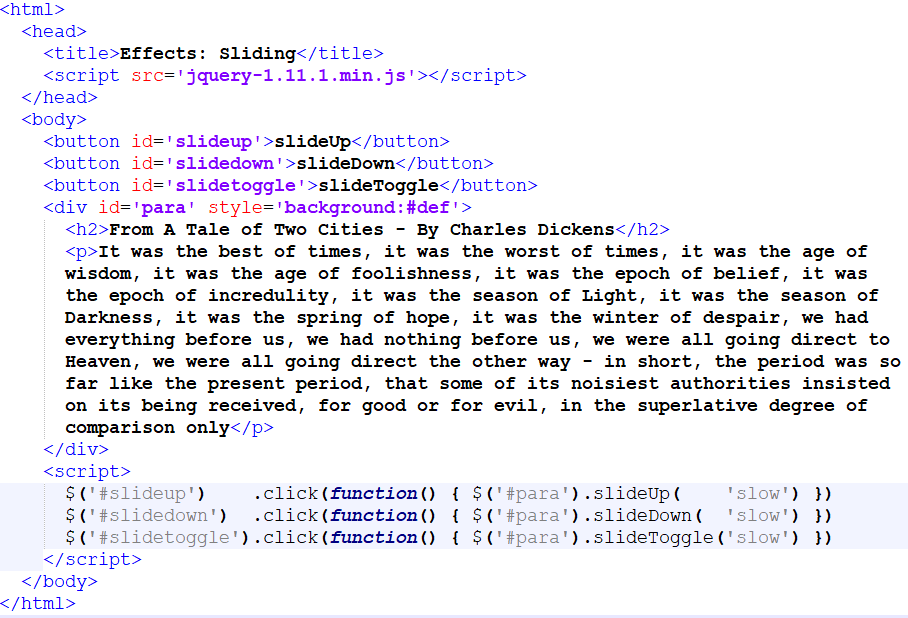 <html>
  <head>
    <title>Effects: Sliding</title>
    <script src='jquery-1.11.1.min.js'></script>
  </head>
  <body>
    <button id='slideup'>slideUp</button>
    <button id='slidedown'>slideDown</button>
    <button id='slidetoggle'>slideToggle</button>
    <div id='para' style='background:#def'>
      <h2>From A Tale of Two Cities - By Charles Dickens</h2>
      <p>It was the best of times, it was the worst of times, it was the age of
      wisdom, it was the age of foolishness, it was the epoch of belief, it was
      the epoch of incredulity, it was the season of Light, it was the season of
      Darkness, it was the spring of hope, it was the winter of despair, we had
      everything before us, we had nothing before us, we were all going direct to
      Heaven, we were all going direct the other way - in short, the period was so
      far like the present period, that some of its noisiest authorities insisted
      on its being received, for good or for evil, in the superlative degree of
      comparison only</p>
    </div>
    <script>
      $('#slideup')    .click(function() { $('#para').slideUp(    'slow') })
      $('#slidedown')  .click(function() { $('#para').slideDown(  'slow') })
      $('#slidetoggle').click(function() { $('#para').slideToggle('slow') })
    </script>
  </body>
</html>